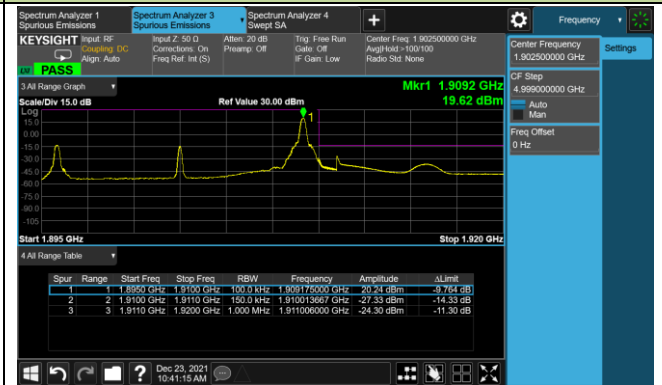 Spectrum Analyzer 1
Spurious Emissions
Spectrum Analyzer 3
Spurious Emissions
Spectrum Analyzer 4
Swept SA
Frequency
KEYSIGHT
Input: RF
Coupling: DC
Align: Auto
Input Z: 50 Ω
Corrections: On
Freq Ref: Int (S)
Atten: 20 dB
Preamp: Off
Trig: Free Run
Gate: Off
IF Gain: Low
Center Freq: 1.902500000 GHz
Avg|Hold:>100/100
Radio Std: None
PASS
Center Frequency
1.902500000 GHz
Settings
CF Step
4.999000000 GHz
Auto
Man
Freq Offset
0 Hz
3 All Range Graph
Mkr1 1.9092 GHz
19.62 dBm
Scale/Div 15.0 dB
Ref Value 30.00 dBm
Log
15.0
0.00
-15.0
-30.0
-45.0
-60.0
-75.0
-90.0
-105
1
Start 1.895 GHz
Stop 1.920 GHz
4 All Range Table
Spur Range Start Freq Stop Freq RBW Frequency Amplitude ΔLimit
1 1 1.8950 GHz 1.9100 GHz 100.0 kHz 1.909175000 GHz 20.24 dBm -9.764 dB
2 2 1.9100 GHz 1.9110 GHz 150.0 kHz 1.910013667 GHz -27.33 dBm -14.33 dB
3 3 1.9110 GHz 1.9200 GHz 1.000 MHz 1.911006000 GHz -24.30 dBm -11.30 dB
Dec 23, 2021
10:41:15 AM